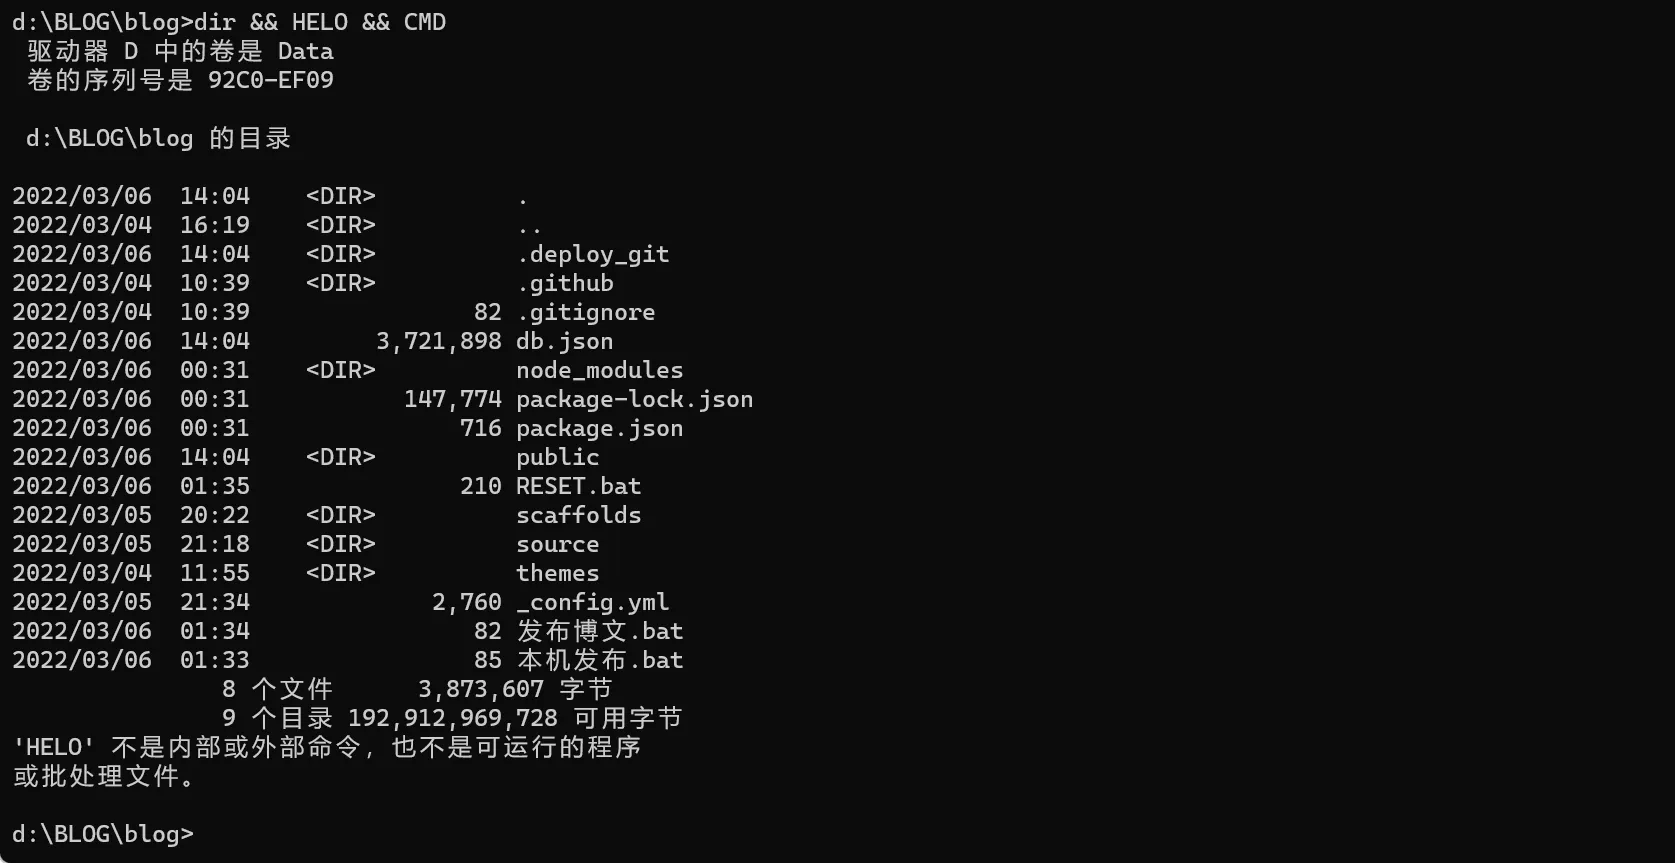 d:\BLOG\blog>dir && HELO && CMD
 驱动器 D 中的卷是 Data
 卷的序列号是 92C0-EF09

 d:\BLOG\blog 的目录

2022/03/06  14:04    <DIR>          .
2022/03/04  16:19    <DIR>          ..
2022/03/06  14:04    <DIR>          .deploy_git
2022/03/04  10:39    <DIR>          .github
2022/03/04  10:39                82 .gitignore
2022/03/06  14:04         3,721,898 db.json
2022/03/06  00:31    <DIR>          node_modules
2022/03/06  00:31           147,774 package-lock.json
2022/03/06  00:31               716 package.json
2022/03/06  14:04    <DIR>          public
2022/03/06  01:35               210 RESET.bat
2022/03/05  20:22    <DIR>          scaffolds
2022/03/05  21:18    <DIR>          source
2022/03/04  11:55    <DIR>          themes
2022/03/05  21:34             2,760 _config.yml
2022/03/06  01:34                82 发布博文.bat
2022/03/06  01:33                85 本机发布.bat
               8 个文件      3,873,607 字节
               9 个目录 192,912,969,728 可用字节
'HELO' 不是内部或外部命令，也不是可运行的程序
或批处理文件。

d:\BLOG\blog>